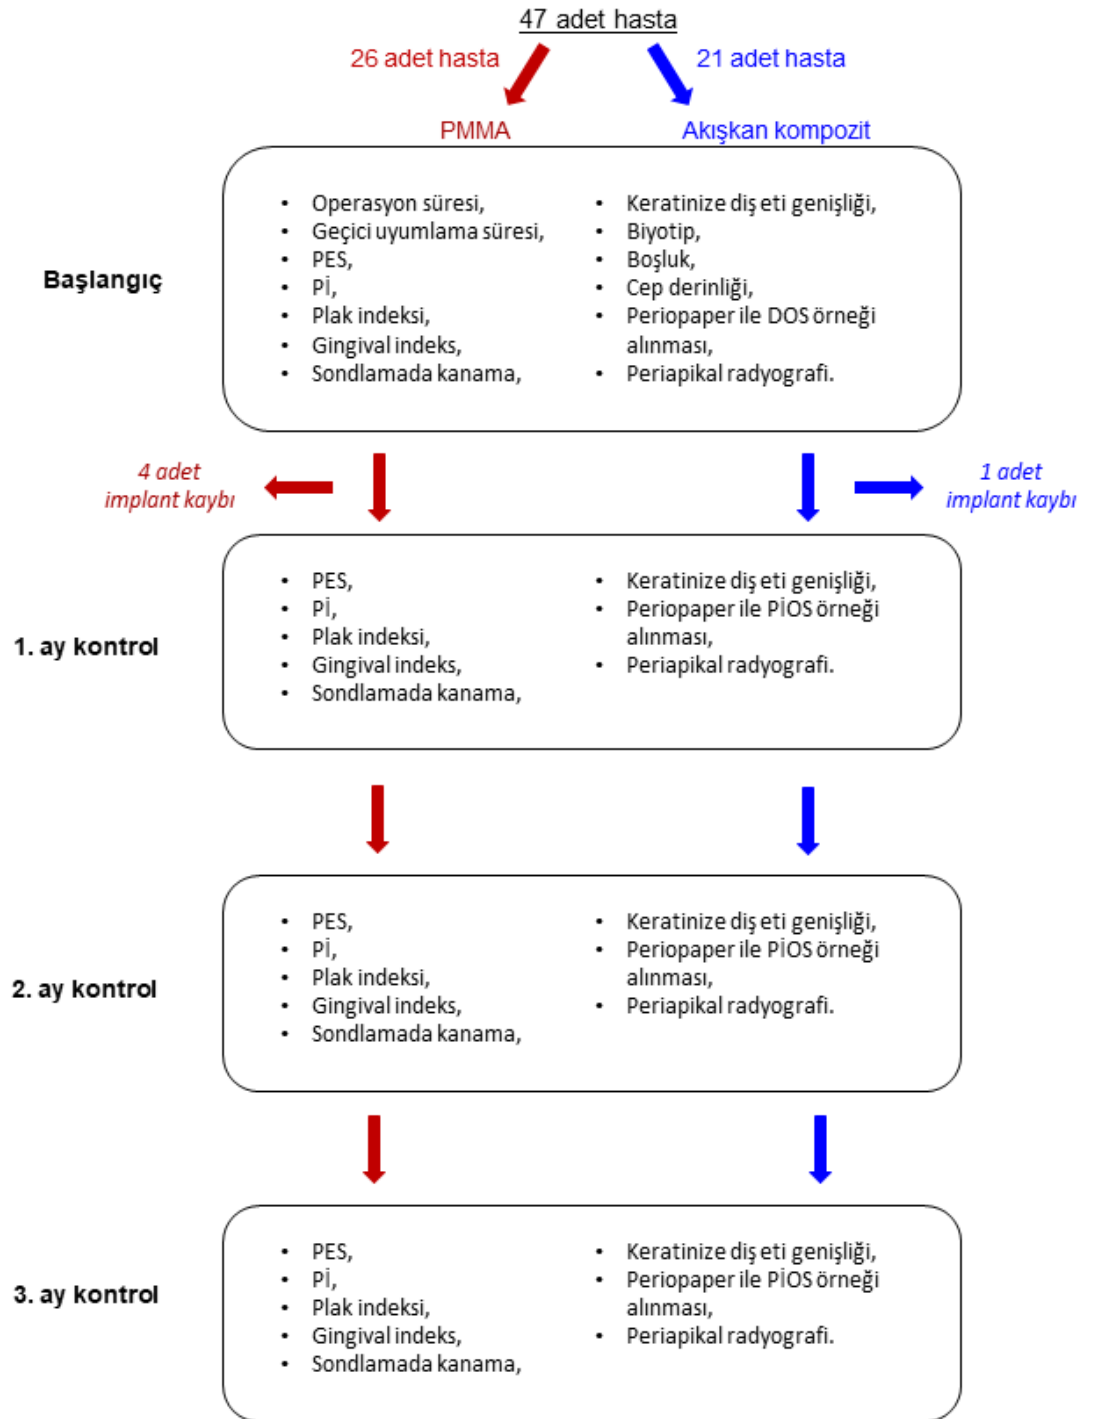 47 adet hasta
26 adet hasta
21 adet hasta
PMMA
Akışkan kompozit
Başlangıç
• Operasyon süresi,
• Geçici uyumlama süresi,
• PES,
• Pİ,
• Plak indeksi,
• Gingival indeks,
• Sondlamada kanama,
• Keratinize diş eti genişliği,
• Biyotip,
• Boşluk,
• Cep derinliği,
• Periopaper ile DOS örneği
alınması,
• Periapikal radyografi.
4 adet
implant kaybı
1 adet
implant kaybı
1. ay kontrol
• PES,
• Pİ,
• Plak indeksi,
• Gingival indeks,
• Sondlamada kanama,
• Keratinize diş eti genişliği,
• Periopaper ile PİOS örneği
alınması,
• Periapikal radyografi.
2. ay kontrol
• PES,
• Pİ,
• Plak indeksi,
• Gingival indeks,
• Sondlamada kanama,
• Keratinize diş eti genişliği,
• Periopaper ile PİOS örneği
alınması,
• Periapikal radyografi.
3. ay kontrol
• PES,
• Pİ,
• Plak indeksi,
• Gingival indeks,
• Sondlamada kanama,
• Keratinize diş eti genişliği,
• Periopaper ile PİOS örneği
alınması,
• Periapikal radyografi.